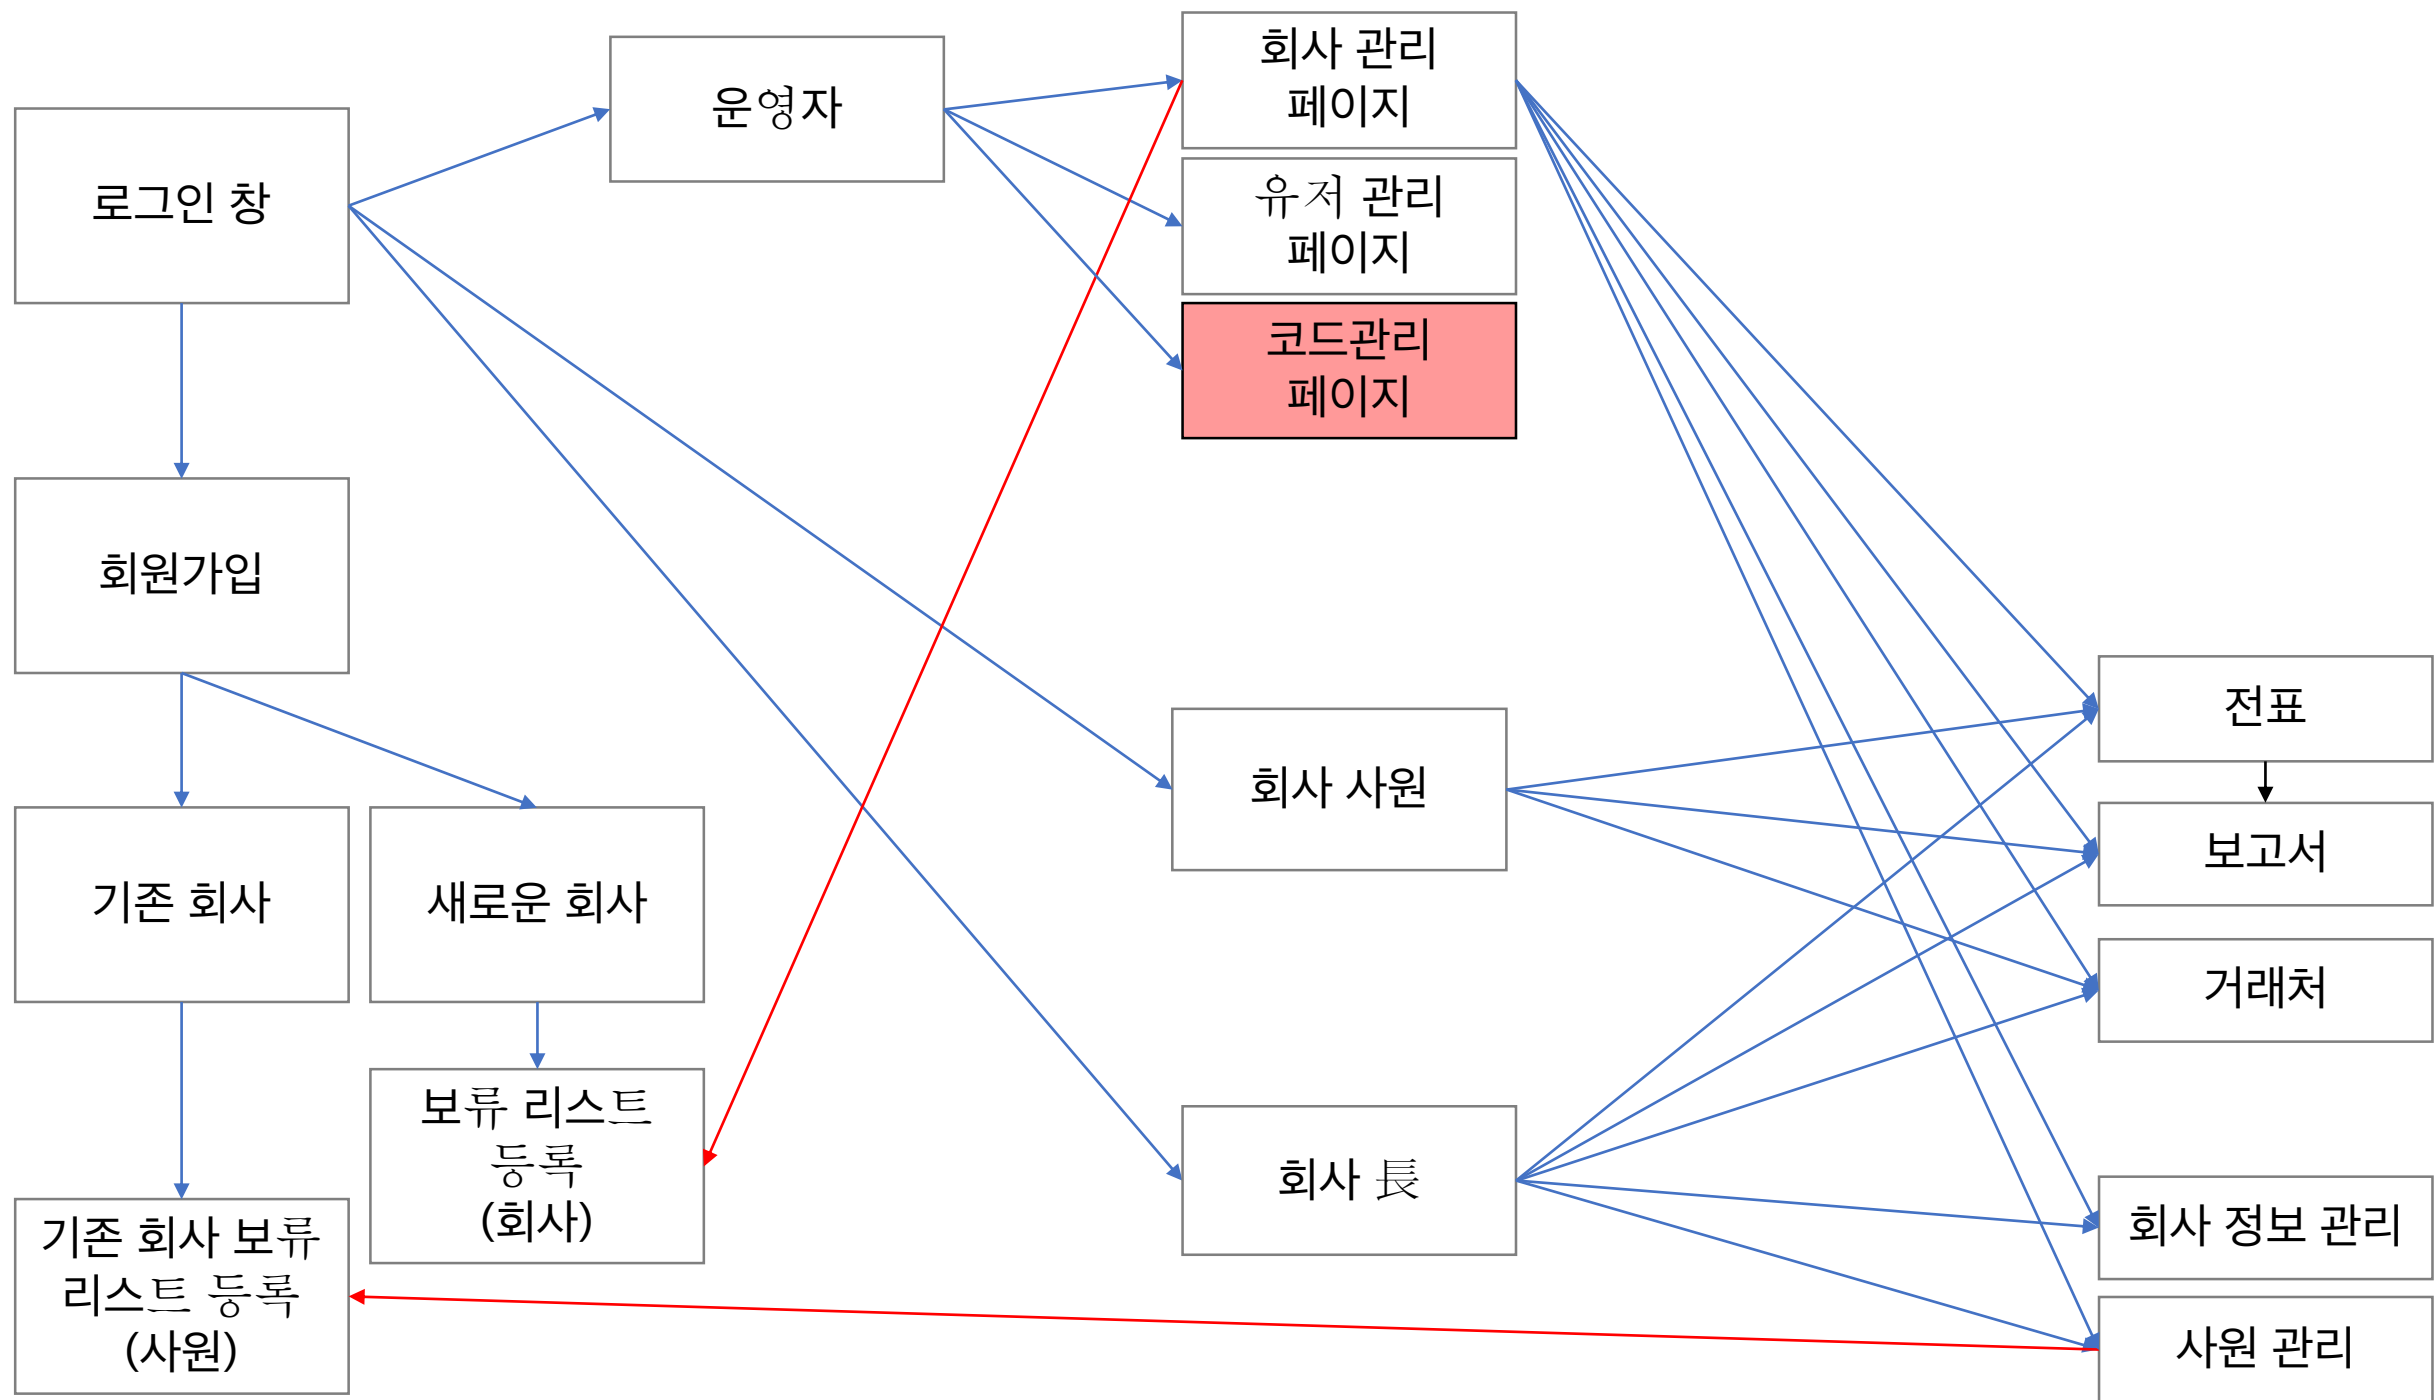 로그인 창
운영자
회사 관리
페이지
유저 관리
페이지
코드관리
페이지
회원가입
기존 회사
새로운 회사
보류 리스트
등록
(회사)
기존 회사 보류
리스트 등록
(사원)
회사 사원
회사 長
전표
보고서
거래처
회사 정보 관리
사원 관리